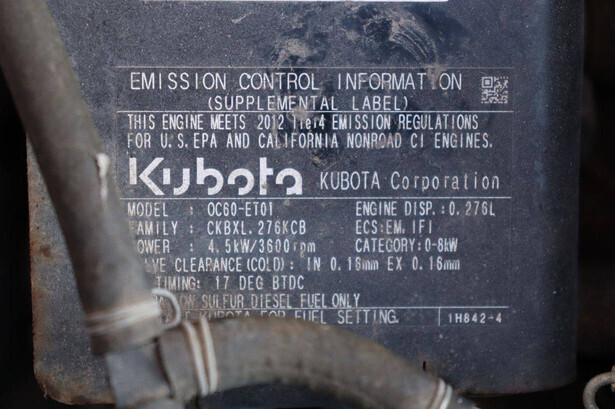 EMISSION CONTROL INFORMATION
(SUPPLEMENTAL LABEL)
THIS ENGINE MEETS 2012 Tier4 EMISSION REGULATIONS
FOR U.S. EPA AND CALIFORNIA NONROAD CI ENGINES.
Kubota KUBOTA Corporation
MODEL : OC60-ET01 ENGINE DISP.:0.276L
FAMILY : CKBXL.276KCB ECS:EM,IFI
POWER : 4.5kW/3600rpm CATEGORY:0-8kW
CLEARANCE(COLD): IN 0.16mm EX 0.16mm
TIMING: 17 DEG BTDC
SULFUR DIESEL FUEL ONLY
KUBOTA FOR FUEL SETTING. 1H842-4